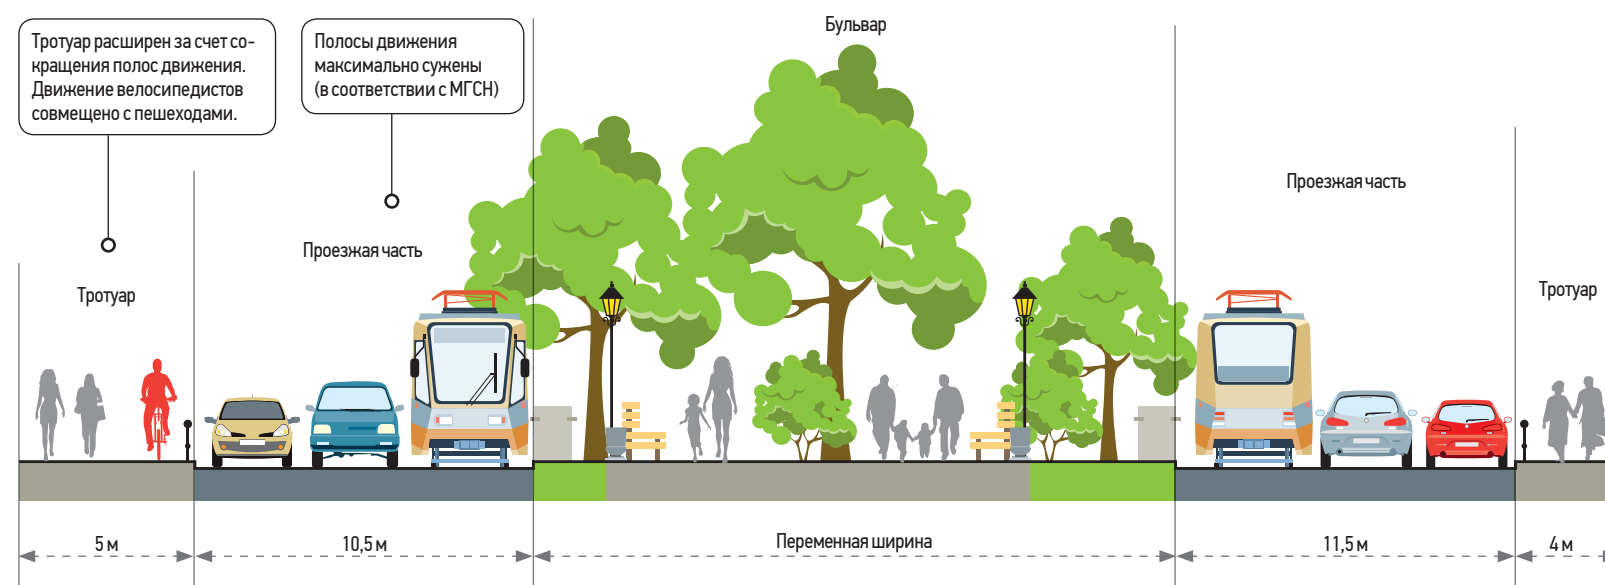 Тротуар расширен за счет со-
кращения полос движения.
Движение велосипедистов
совмещено с пешеходами.
Полосы движения
максимально сужены
(в соответствии с МГСН)
Бульвар
Проезжая часть
Проезжая часть
Тротуар
Тротуар
5 м
10,5 м
Переменная ширина
11,5 м
4 м